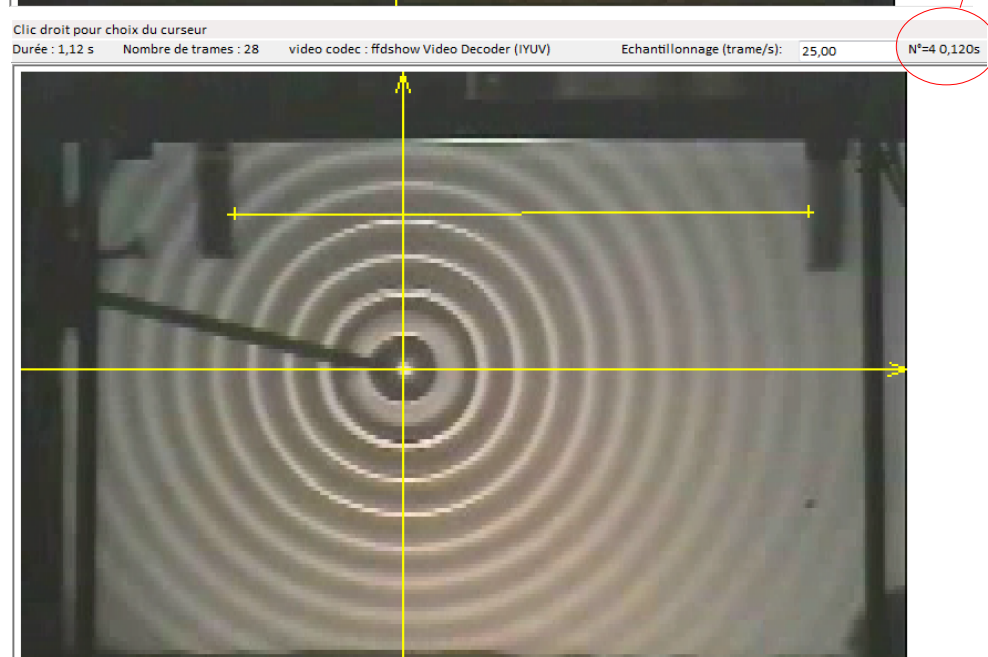 Clic droit pour choix du curseur
Durée : 1,12 s Nombre de trames : 28 video codec : ffdshow Video Decoder (IYUV) Echantillonnage (trame/s): 25,00 N°=4 0,120s